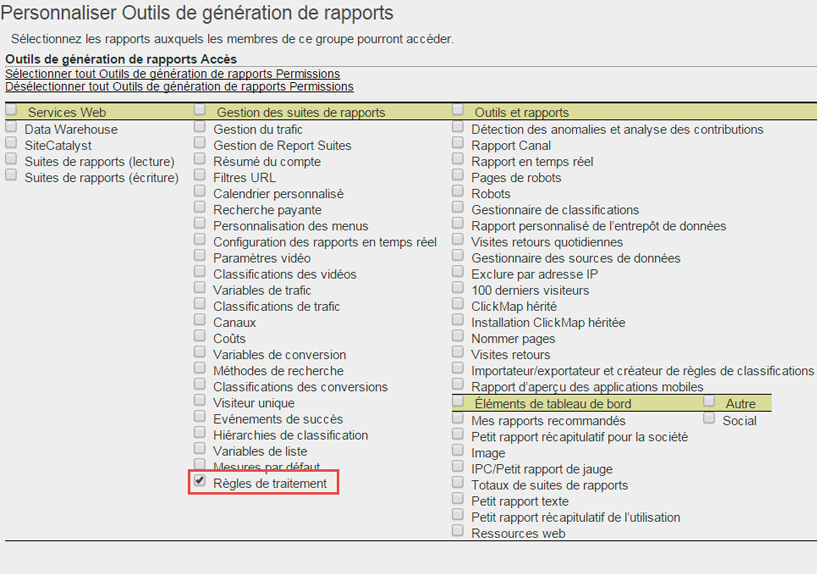 Personnaliser Outils de génération de rapports
Sélectionnez les rapports auxquels les membres de ce groupe pourront accéder.
Outils de génération de rapports Accès
Sélectionner tout Outils de génération de rapports Permissions
Désélectionner tout Outils de génération de rapports Permissions
Services Web
Data Warehouse
SiteCatalyst
Suites de rapports (lecture)
Suites de rapports (écriture)
Gestion des suites de rapports
Gestion du trafic
Gestion de Report Suites
Résumé du compte
Filtres URL
Calendrier personnalisé
Recherche payante
Personnalisation des menus
Configuration des rapports en temps réel
Paramètres vidéo
Classifications des vidéos
Variables de trafic
Classifications de trafic
Canaux
Coûts
Variables de conversion
Méthodes de recherche
Classifications des conversions
Visiteur unique
Evénements de succès
Hiérarchies de classification
Variables de liste
Mesures par défaut
Règles de traitement
Outils et rapports
Détection des anomalies et analyse des contributions
Rapport Canal
Rapport en temps réel
Pages de robots
Robots
Gestionnaire de classifications
Rapport personnalisé de l'entrepôt de données
Visites retours quotidiennes
Gestionnaire des sources de données
Exclure par adresse IP
100 derniers visiteurs
ClickMap hérité
Installation ClickMap héritée
Nommer pages
Visites retours
Importateur/exportateur et créateur de règles de classifications
Rapport d'aperçu des applications mobiles
Éléments de tableau de bord
Mes rapports recommandés
Petit rapport récapitulatif pour la société
Image
IPC/Petit rapport de jauge
Totaux de suites de rapports
Petit rapport texte
Petit rapport récapitulatif de l'utilisation
Ressources web
Autre
Social